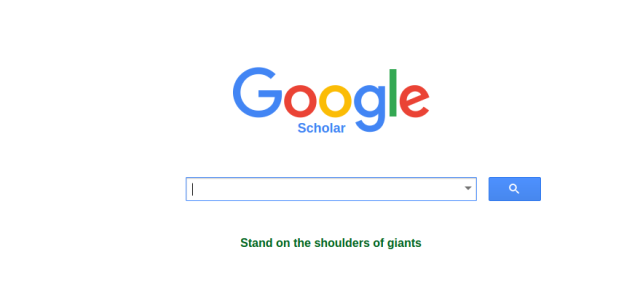 Google
Scholar
Stand on the shoulders of giants